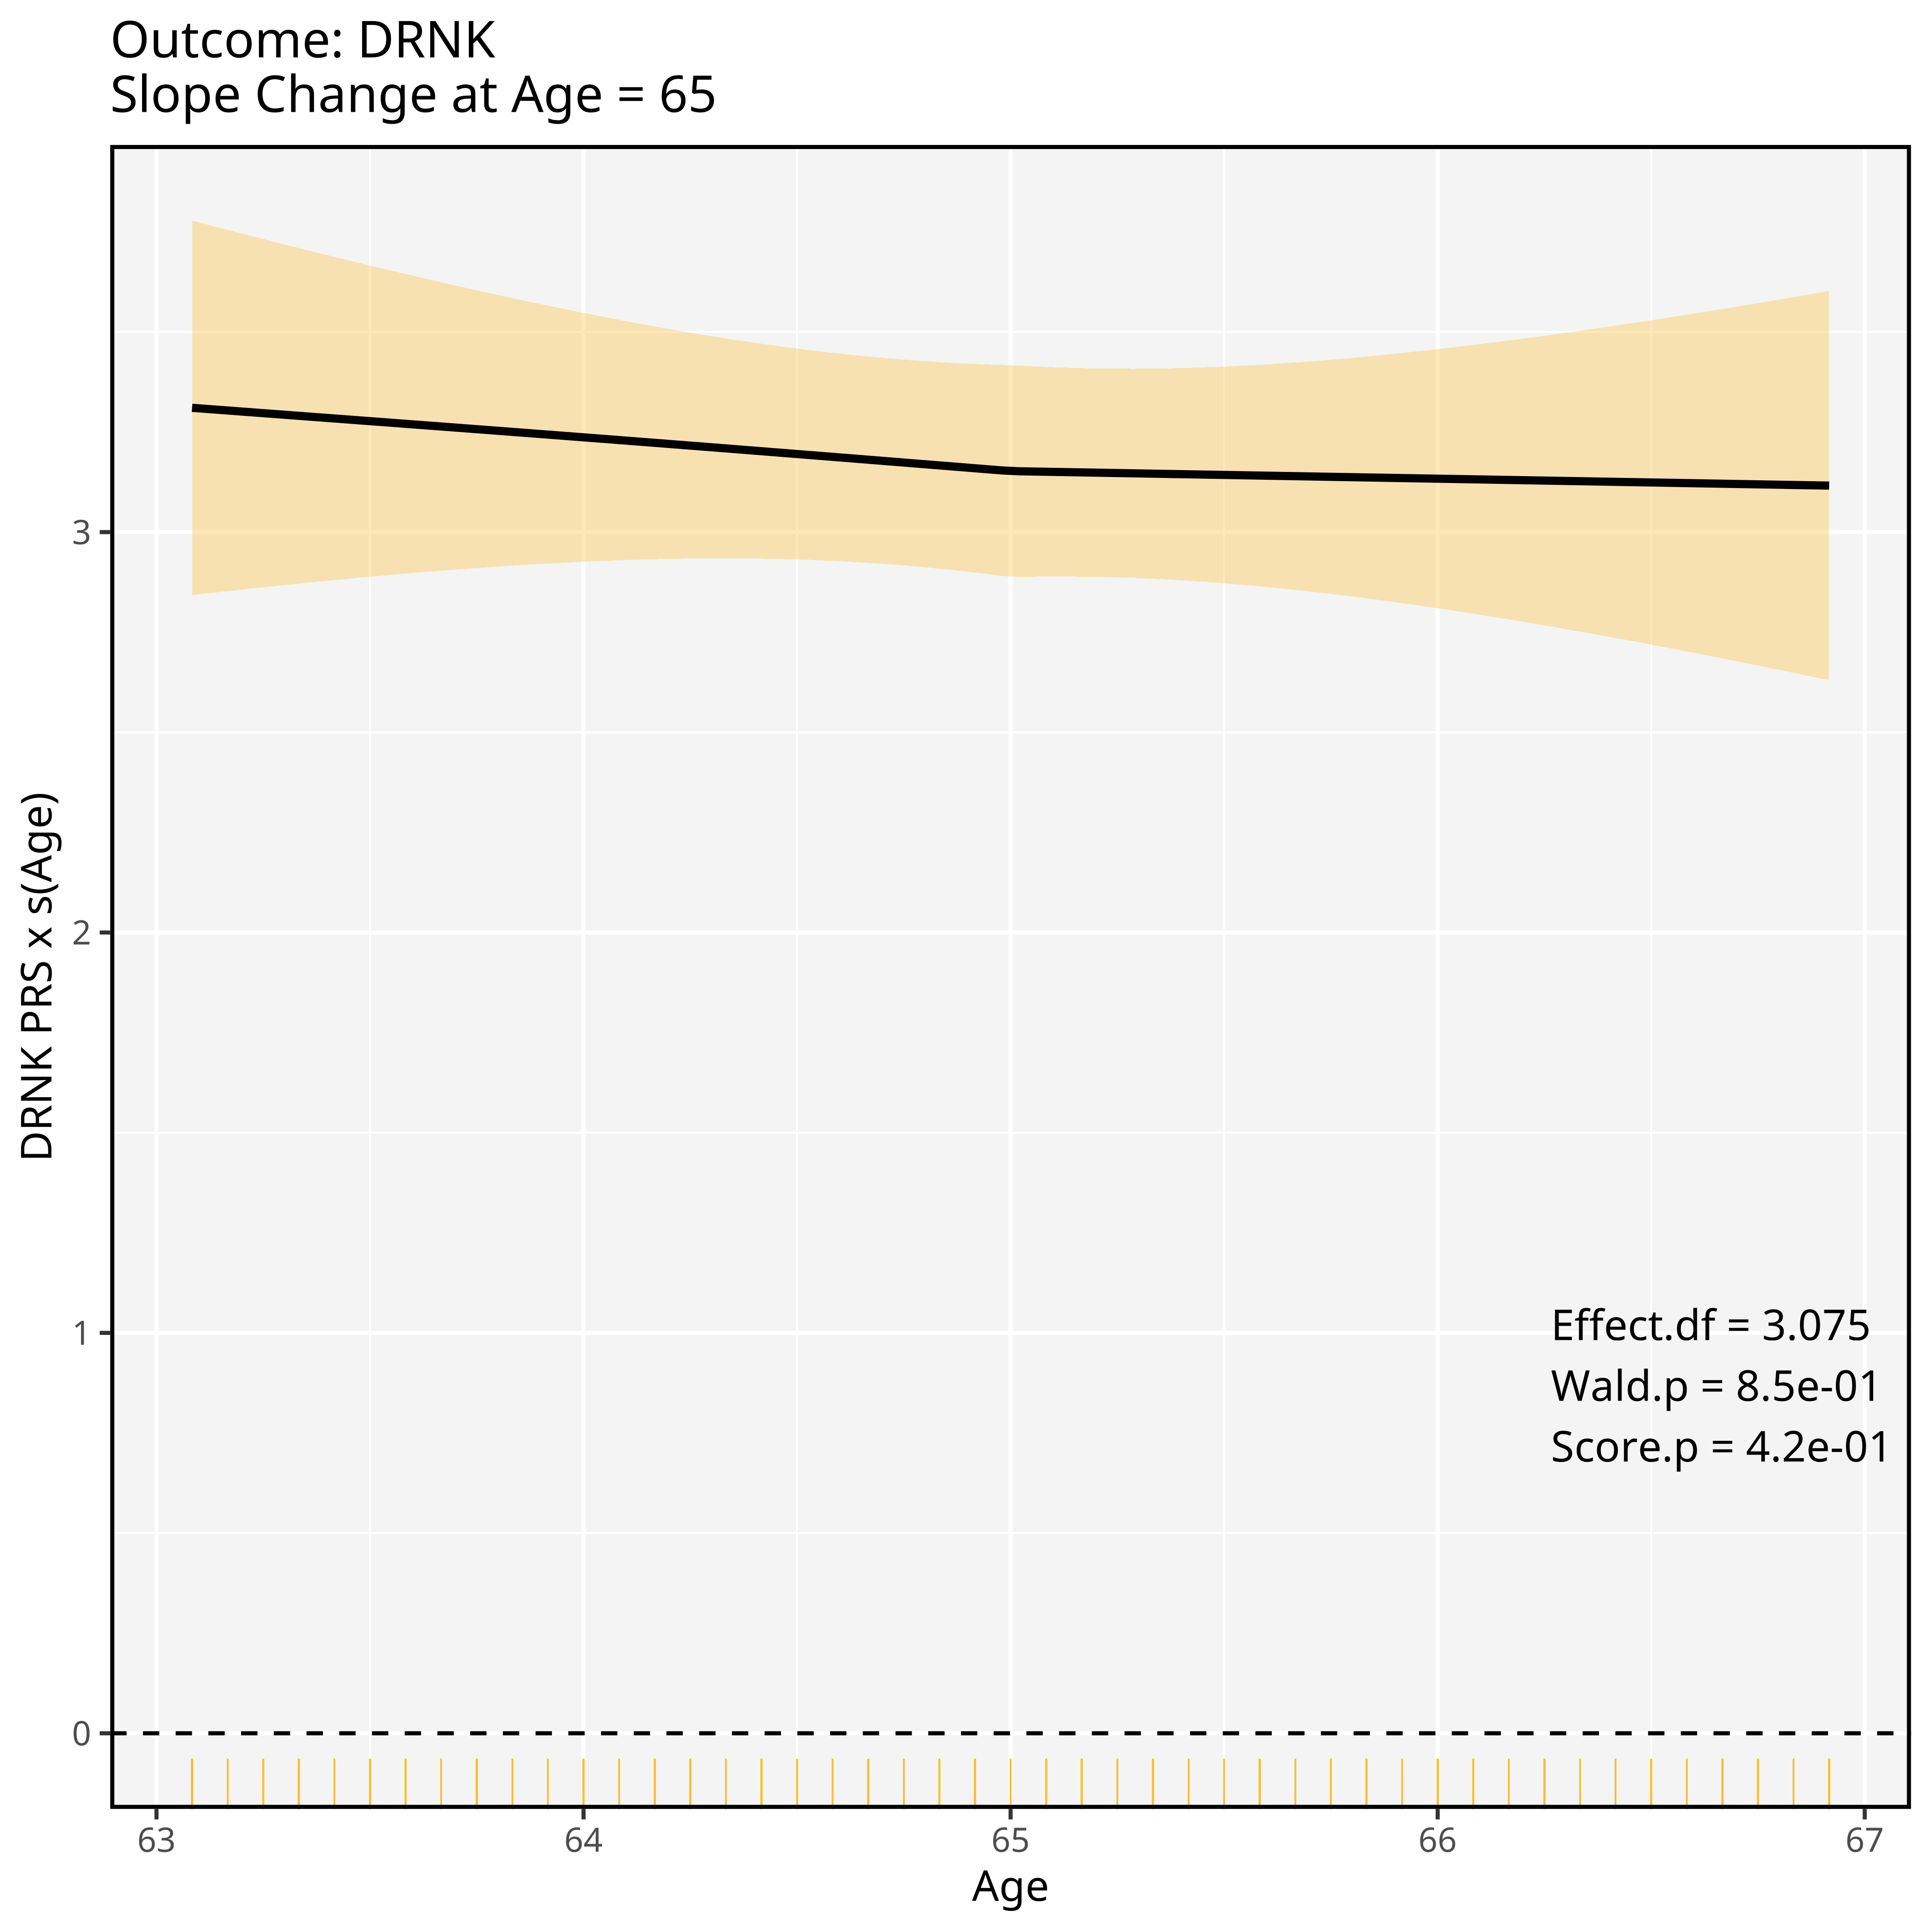 Outcome: DRNK
Slope Change at Age = 65
DRNK PRS x s(Age)
3
2
1
0
Effect.df = 3.075
Wald.p = 8.5e-01
Score.p = 4.2e-01
63
64
65
66
67
Age